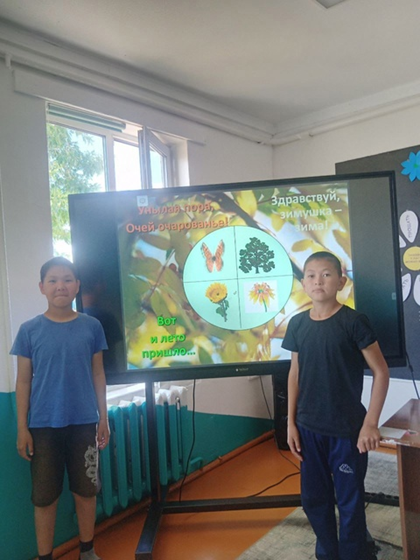 Унылая пора,
Очей очарованье!
Здравствуй,
зимушка –
зима!
Вот
и лето
пришло...